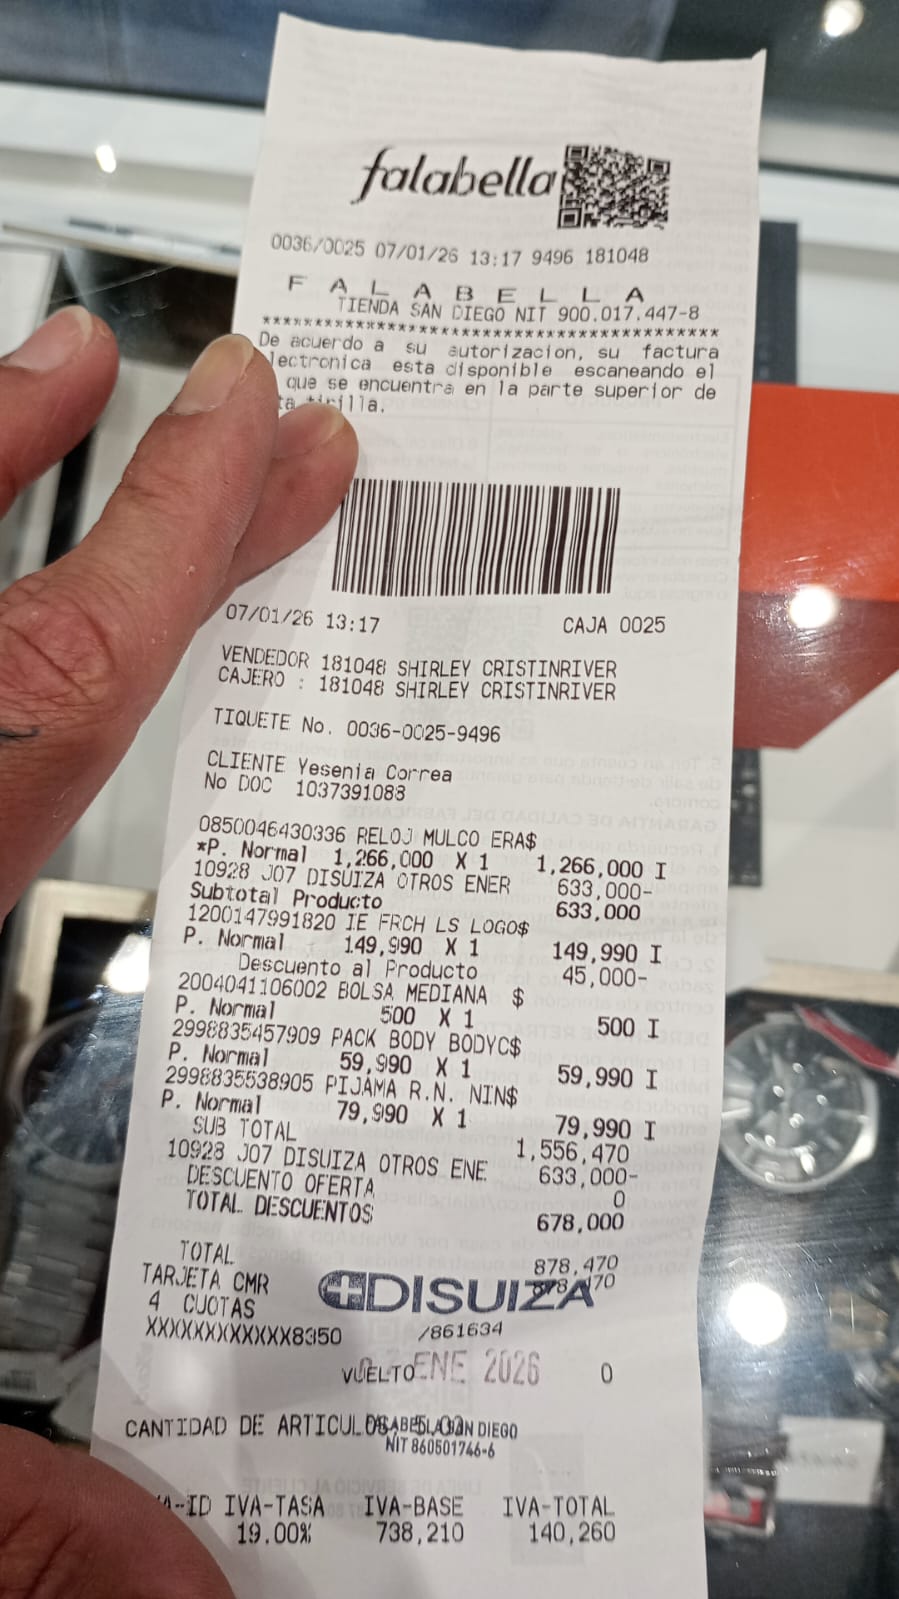 falabella
0036/0025 07/01/26 13:17 9496 181048
F A L A B E L L A
TIENDA SAN DIEGO NIT 900.017.447-8
*****************************************
De acuerdo a su autorizacion, su factura
lectronica esta disponible escaneando el
que se encuentra en la parte superior de
ta tirilla.
07/01/26 13:17 CAJA 0025
VENDEDOR 181048 SHIRLEY CRISTINRIVER
CAJERO : 181048 SHIRLEY CRISTINRIVER
TIQUETE No. 0036-0025-9496
CLIENTE Yesenia Correa
No DOC 1037391088
0850046430336 RELOJ MULCO ERA$
*P. Normal 1,266,000 X 1 1,266,000 I
10928 J07 DISUIZA OTROS ENER 633,000-
Subtotal Producto 633,000
1200147991820 IE FRCH LS LOGO$
P. Normal 149,990 X 1 149,990 I
Descuento al Producto 45,000-
2004041106002 BOLSA MEDIANA $
P. Normal 500 X 1 500 I
2998835457909 PACK BODY BODYC$
P. Normal 59,990 X 1 59,990 I
2998835538905 PIJAMA R.N. NIN$
P. Normal 79,990 X 1 79,990 I
SUB TOTAL 1,556,470
10928 J07 DISUIZA OTROS ENE 633,000-
DESCUENTO OFERTA 0
TOTAL DESCUENTOS 678,000
TOTAL 878,470
TARJETA CMR 878,470
DISUIZA
4 CUOTAS
XXXXXXXXXXXX8350 /861634
VUELTO 0
ENE 2026
CANTIDAD DE ARTICULOS, 5.00
FALABELLA SAN DIEGO
NIT 860501746-6
A-ID IVA-TASA IVA-BASE IVA-TOTAL
19.00% 738,210 140,260